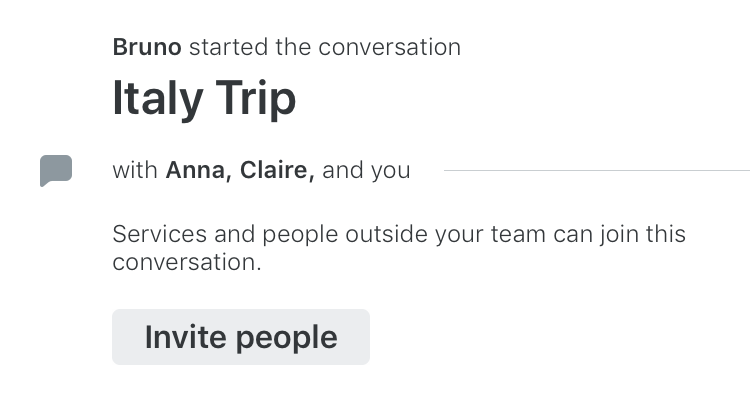 Bruno started the conversation
Italy Trip
with Anna, Claire, and you
Services and people outside your team can join this
conversation.
Invite people